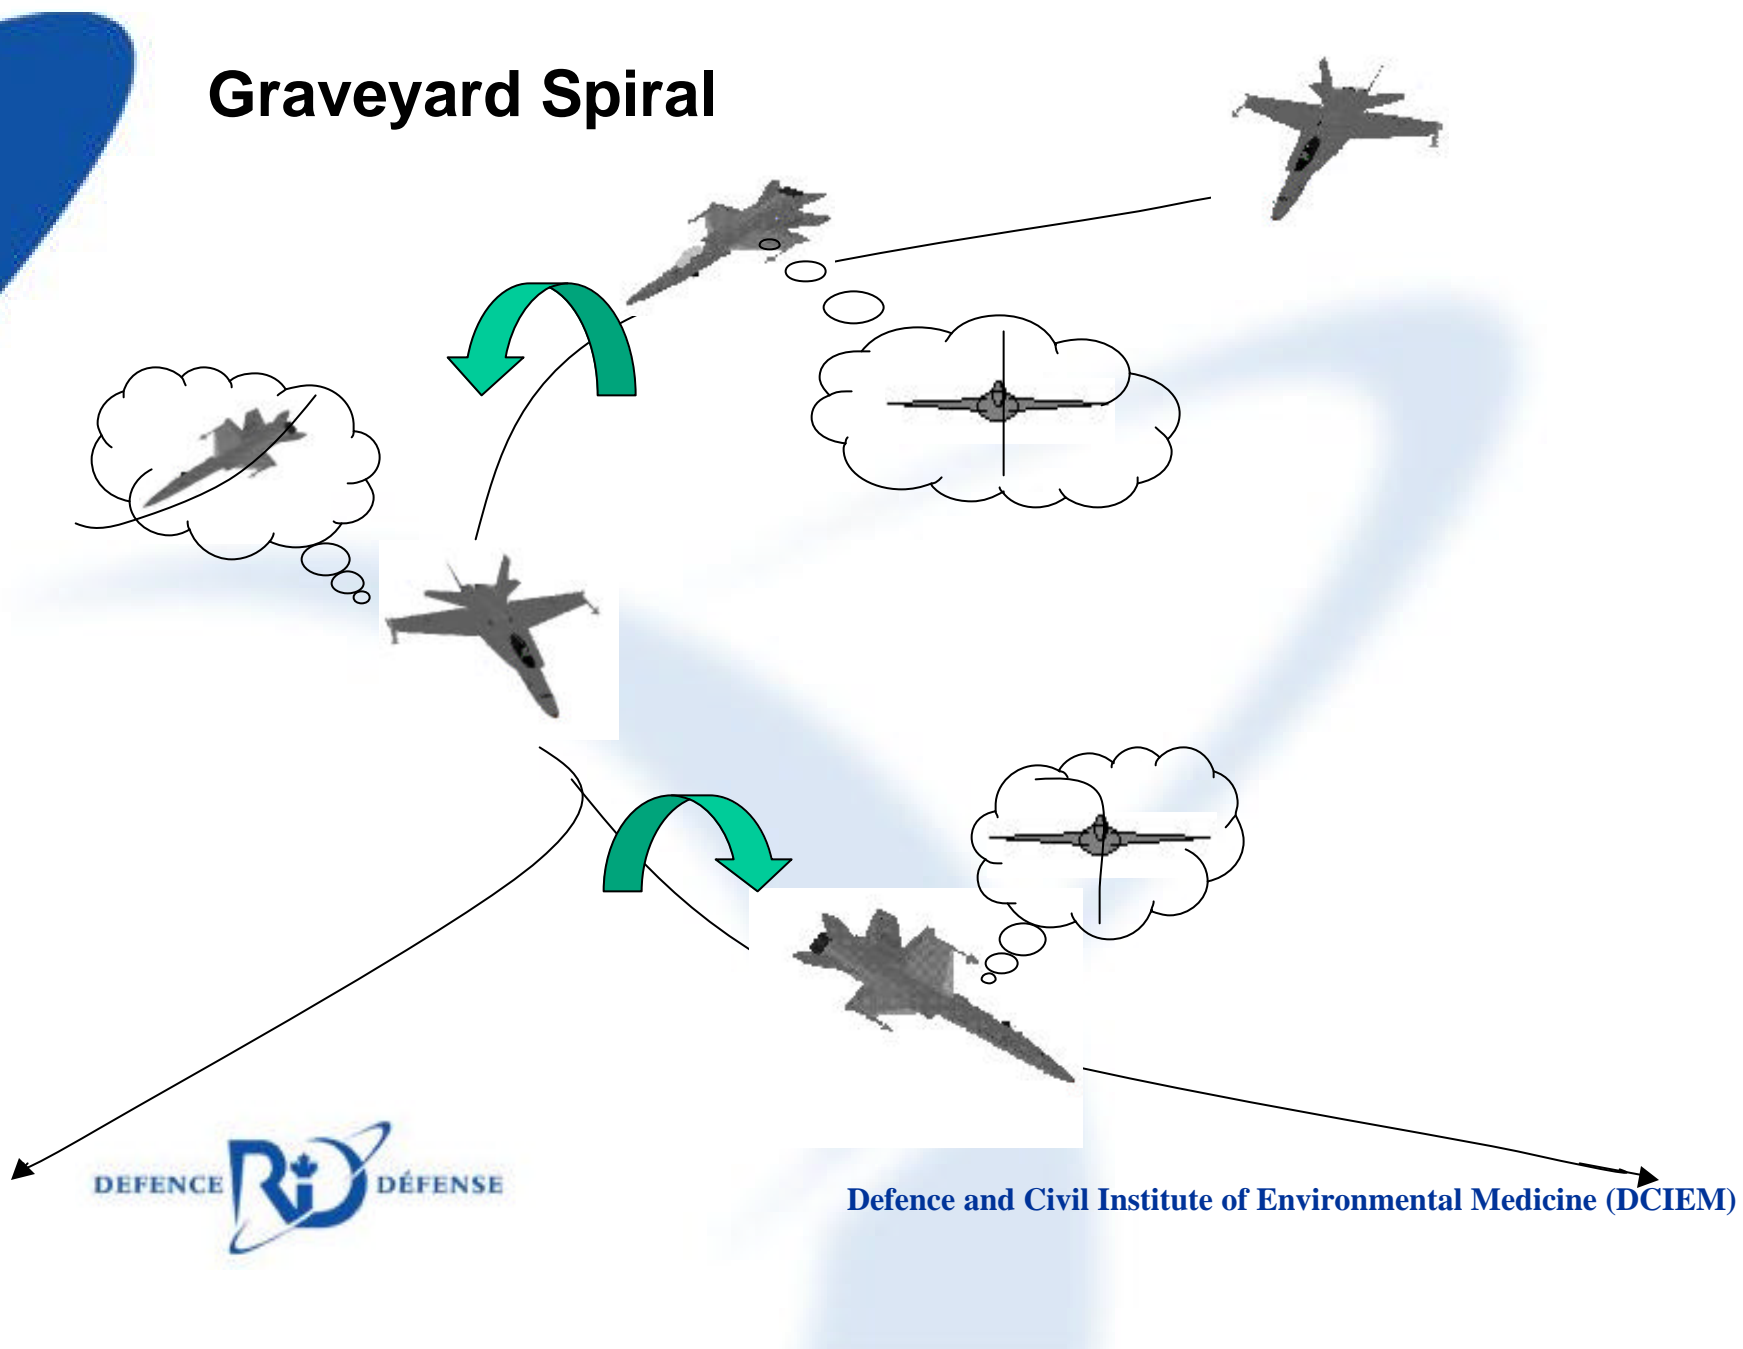 Graveyard Spiral
DEFENCE R&D DÉFENSE
Defence and Civil Institute of Environmental Medicine (DCIEM)